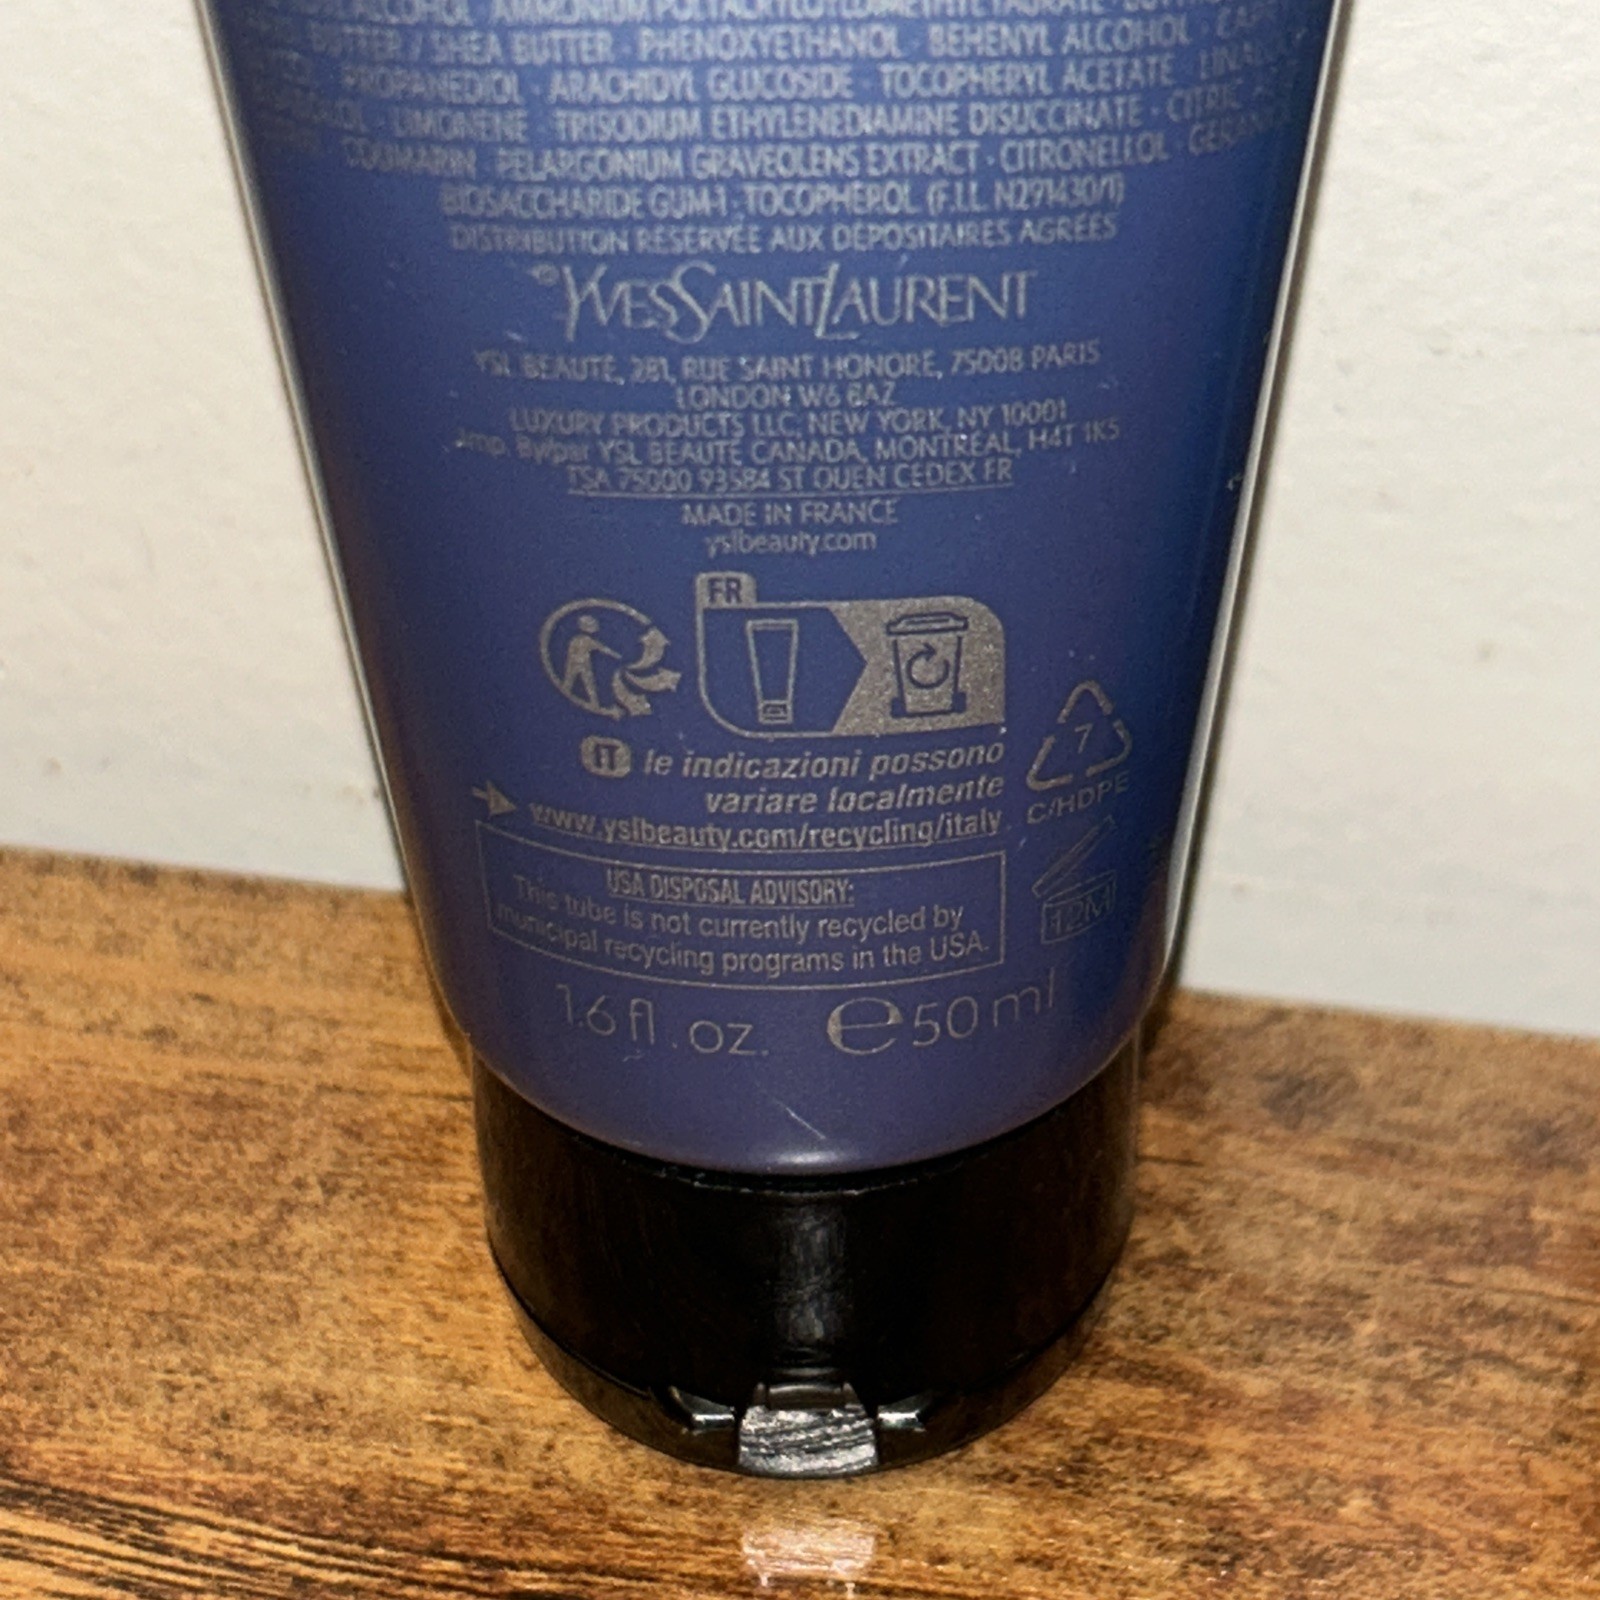 ALCOHOL · AMMONIUM POLYACRYLOYLDIMETHYL TAURATE ·
BUTTER / SHEA BUTTER · PHENOXYETHANOL · BEHENYL ALCOHOL ·
PROPANEDIOL · ARACHIDYL GLUCOSIDE · TOCOPHERYL ACETATE ·
LIMONENE · TRISODIUM ETHYLENEDIAMINE DISUCCINATE · CITRIC
COUMARIN · PELARGONIUM GRAVEOLENS EXTRACT · CITRONELLOL ·
BIOSACCHARIDE GUM-1 · TOCOPHEROL (F.I.L. N291430/1)
DISTRIBUTION RÉSERVÉE AUX DÉPOSITAIRES AGRÉÉS
YVESSAINTLAURENT
YSL BEAUTÉ, 281, RUE SAINT HONORÉ, 75008 PARIS
LONDON W6 8AZ
LUXURY PRODUCTS LLC, NEW YORK, NY 10001
Imp. By/par YSL BEAUTÉ CANADA, MONTRÉAL, H4T 1K5
TSA 75000 93584 ST OUEN CEDEX FR
MADE IN FRANCE
yslbeauty.com
FR
7
C/HDPE
IT le indicazioni possono
variare localmente
www.yslbeauty.com/recycling/italy
USA DISPOSAL ADVISORY:
This tube is not currently recycled by
municipal recycling programs in the USA.
12M
1.6 fl. oz. ℮ 50 ml